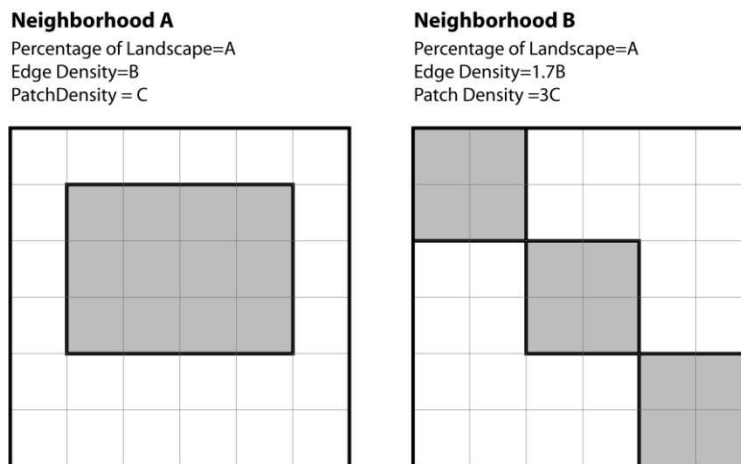 Neighborhood A
Percentage of Landscape=A
Edge Density=B
PatchDensity = C
Neighborhood B
Percentage of Landscape=A
Edge Density=1.7B
Patch Density =3C